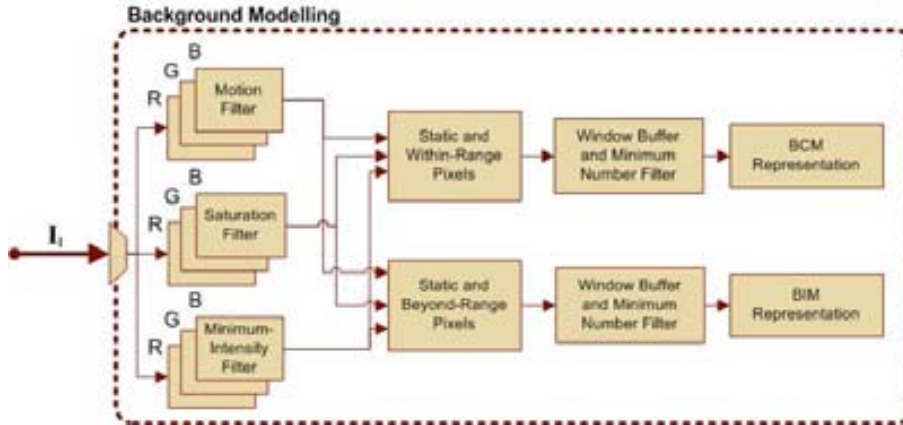 Background Modelling
B
G
R
Motion
Filter
Static and
Within-Range
Pixels
Window Buffer
and Minimum
Number Filter
BCM
Representation
B
G
R
Saturation
Filter
I
Static and
Beyond-Range
Pixels
Window Buffer
and Minimum
Number Filter
BIM
Representation
B
G
R
Minimum-
Intensity
Filter